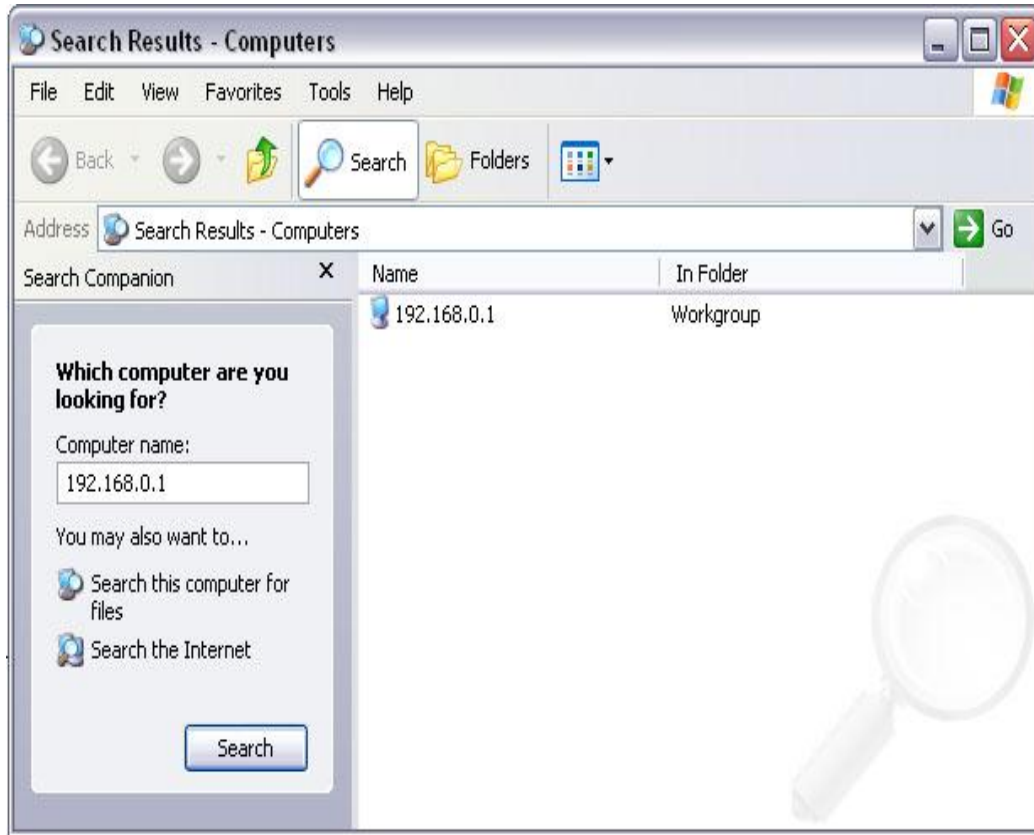 Search Results - Computers
File Edit View Favorites Tools Help
Back Search Folders
Address Search Results - Computers Go
Search Companion X Name In Folder
192.168.0.1 Workgroup
Which computer are you
looking for?
Computer name:
192.168.0.1
You may also want to...
Search this computer for
files
Search the Internet
Search